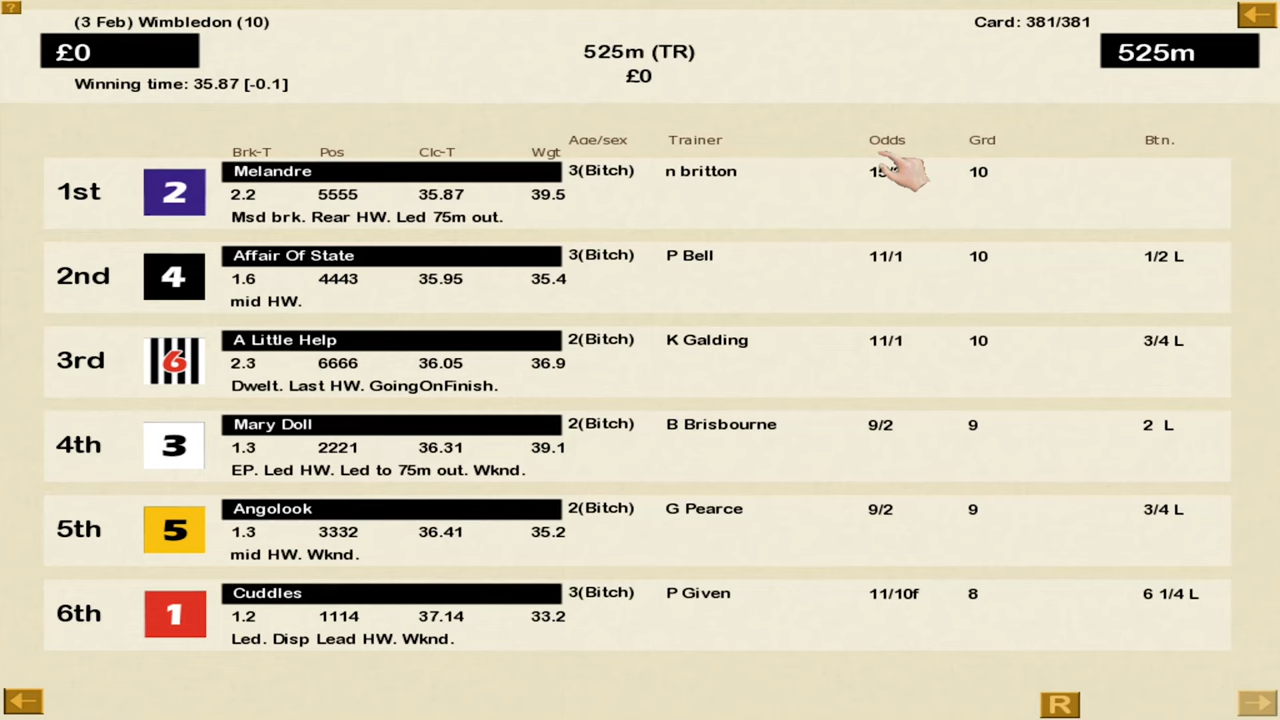 ?
(3 Feb) Wimbledon (10)
Card: 381/381
£0
525m (TR)
525m
£0
Winning time: 35.87 [-0.1]
Brk-T Pos Clc-T Wgt Age/sex Trainer Odds Grd Btn.
1st 2 Melandre 3(Bitch) n britton 10
2.2 5555 35.87 39.5
Msd brk. Rear HW. Led 75m out.
2nd 4 Affair Of State 3(Bitch) P Bell 11/1 10 1/2 L
1.6 4443 35.95 35.4
mid HW.
3rd 6 A Little Help 2(Bitch) K Galding 11/1 10 3/4 L
2.3 6666 36.05 36.9
Dwelt. Last HW. GoingOnFinish.
4th 3 Mary Doll 2(Bitch) B Brisbourne 9/2 9 2 L
1.3 2221 36.31 39.1
EP. Led HW. Led to 75m out. Wknd.
5th 5 Angolook 2(Bitch) G Pearce 9/2 9 3/4 L
1.3 3332 36.41 35.2
mid HW. Wknd.
6th 1 Cuddles 3(Bitch) P Given 11/10f 8 6 1/4 L
1.2 1114 37.14 33.2
Led. Disp Lead HW. Wknd.
R